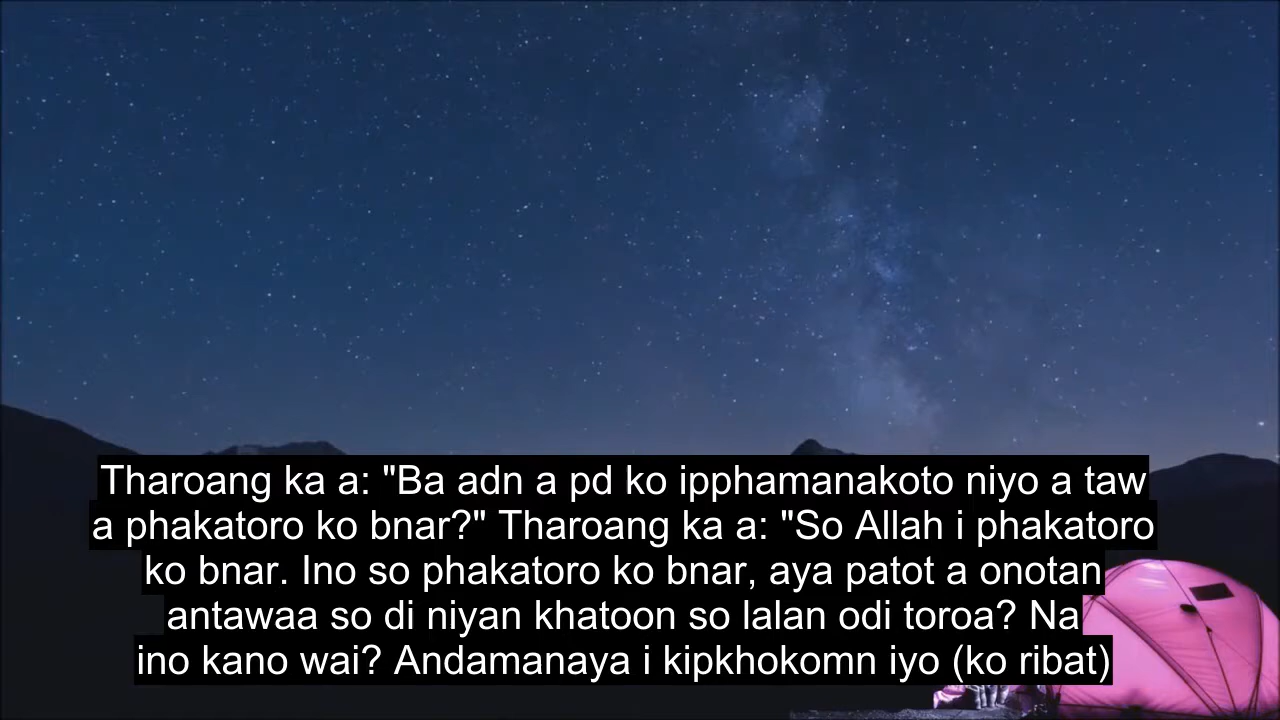 Tharoang ka a: "Ba adn a pd ko ipphamanakoto niyo a taw
a phakatoro ko bnar?" Tharoang ka a: "So Allah i phakatoro
ko bnar. Ino so phakatoro ko bnar, aya patot a onotan
antawaa so di niyan khatoon so lalan odi toroa? Na
ino kano wai? Andamanaya i kipkhokomn iyo (ko ribat)